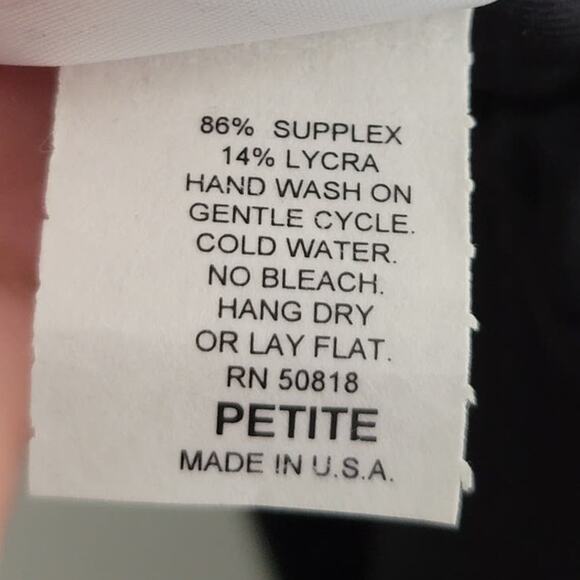 86% SUPPLEX
14% LYCRA
HAND WASH ON
GENTLE CYCLE.
COLD WATER.
NO BLEACH.
HANG DRY
OR LAY FLAT.
RN 50818
PETITE
MADE IN U.S.A.